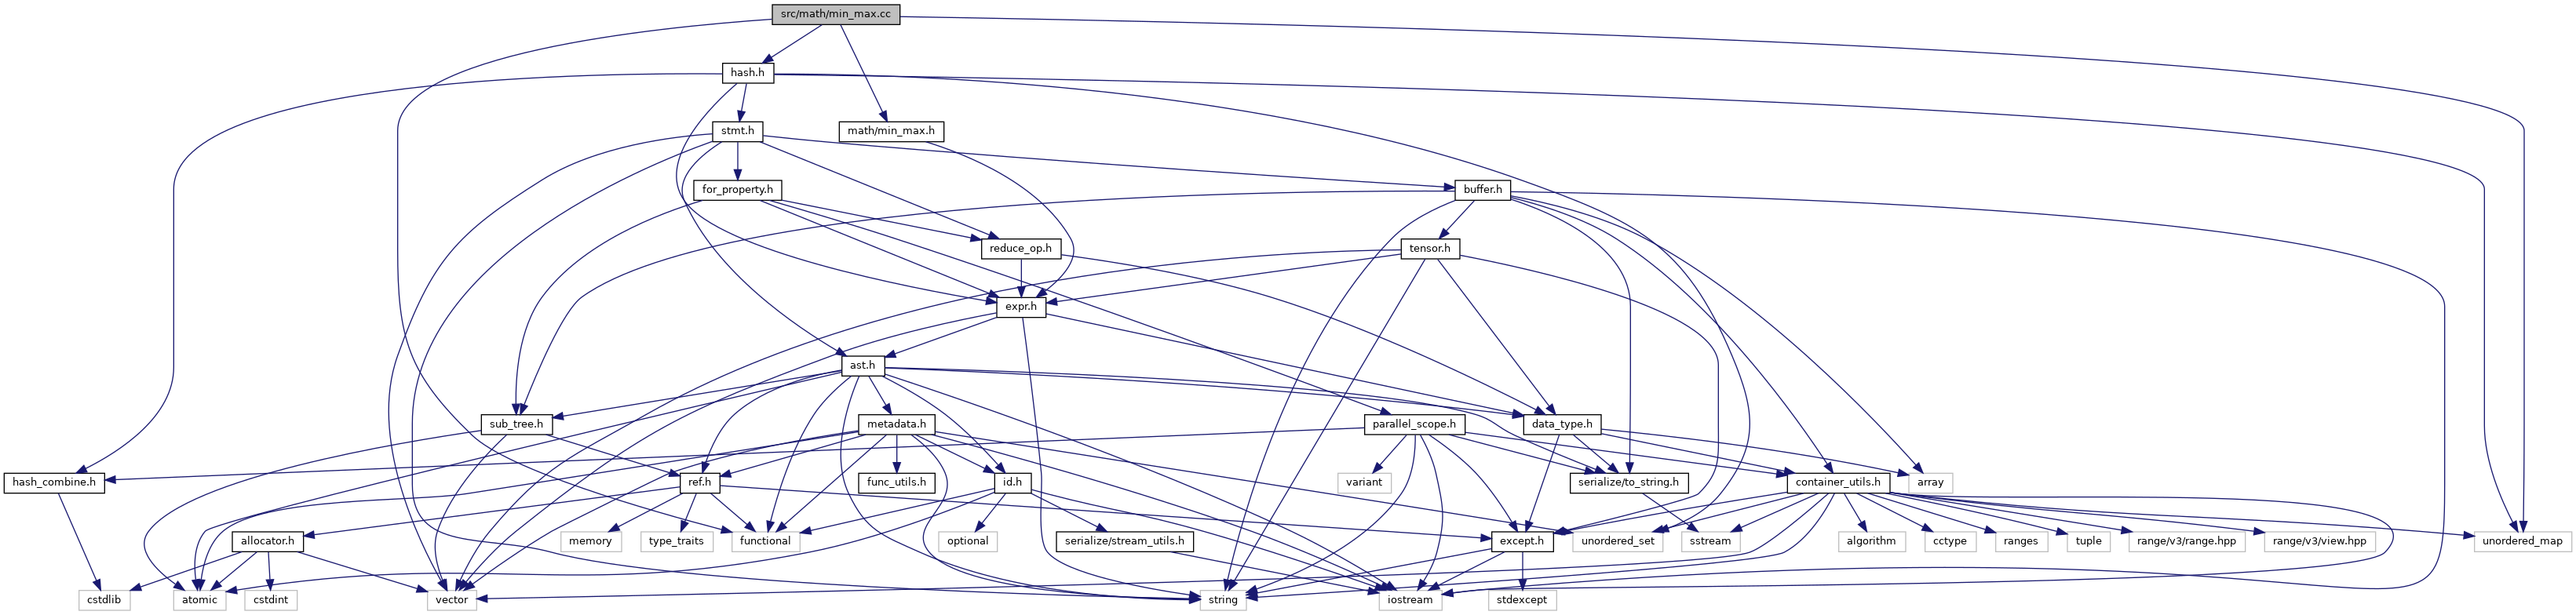 src/math/min_max.cc
hash.h
stmt.h
math/min_max.h
for_property.h
buffer.h
reduce_op.h
tensor.h
expr.h
ast.h
sub_tree.h
metadata.h
parallel_scope.h
data_type.h
hash_combine.h
ref.h
func_utils.h
id.h
variant
serialize/to_string.h
container_utils.h
array
allocator.h
memory
type_traits
functional
optional
serialize/stream_utils.h
except.h
unordered_set
sstream
algorithm
cctype
ranges
tuple
range/v3/range.hpp
range/v3/view.hpp
unordered_map
cstdlib
atomic
cstdint
vector
string
iostream
stdexcept